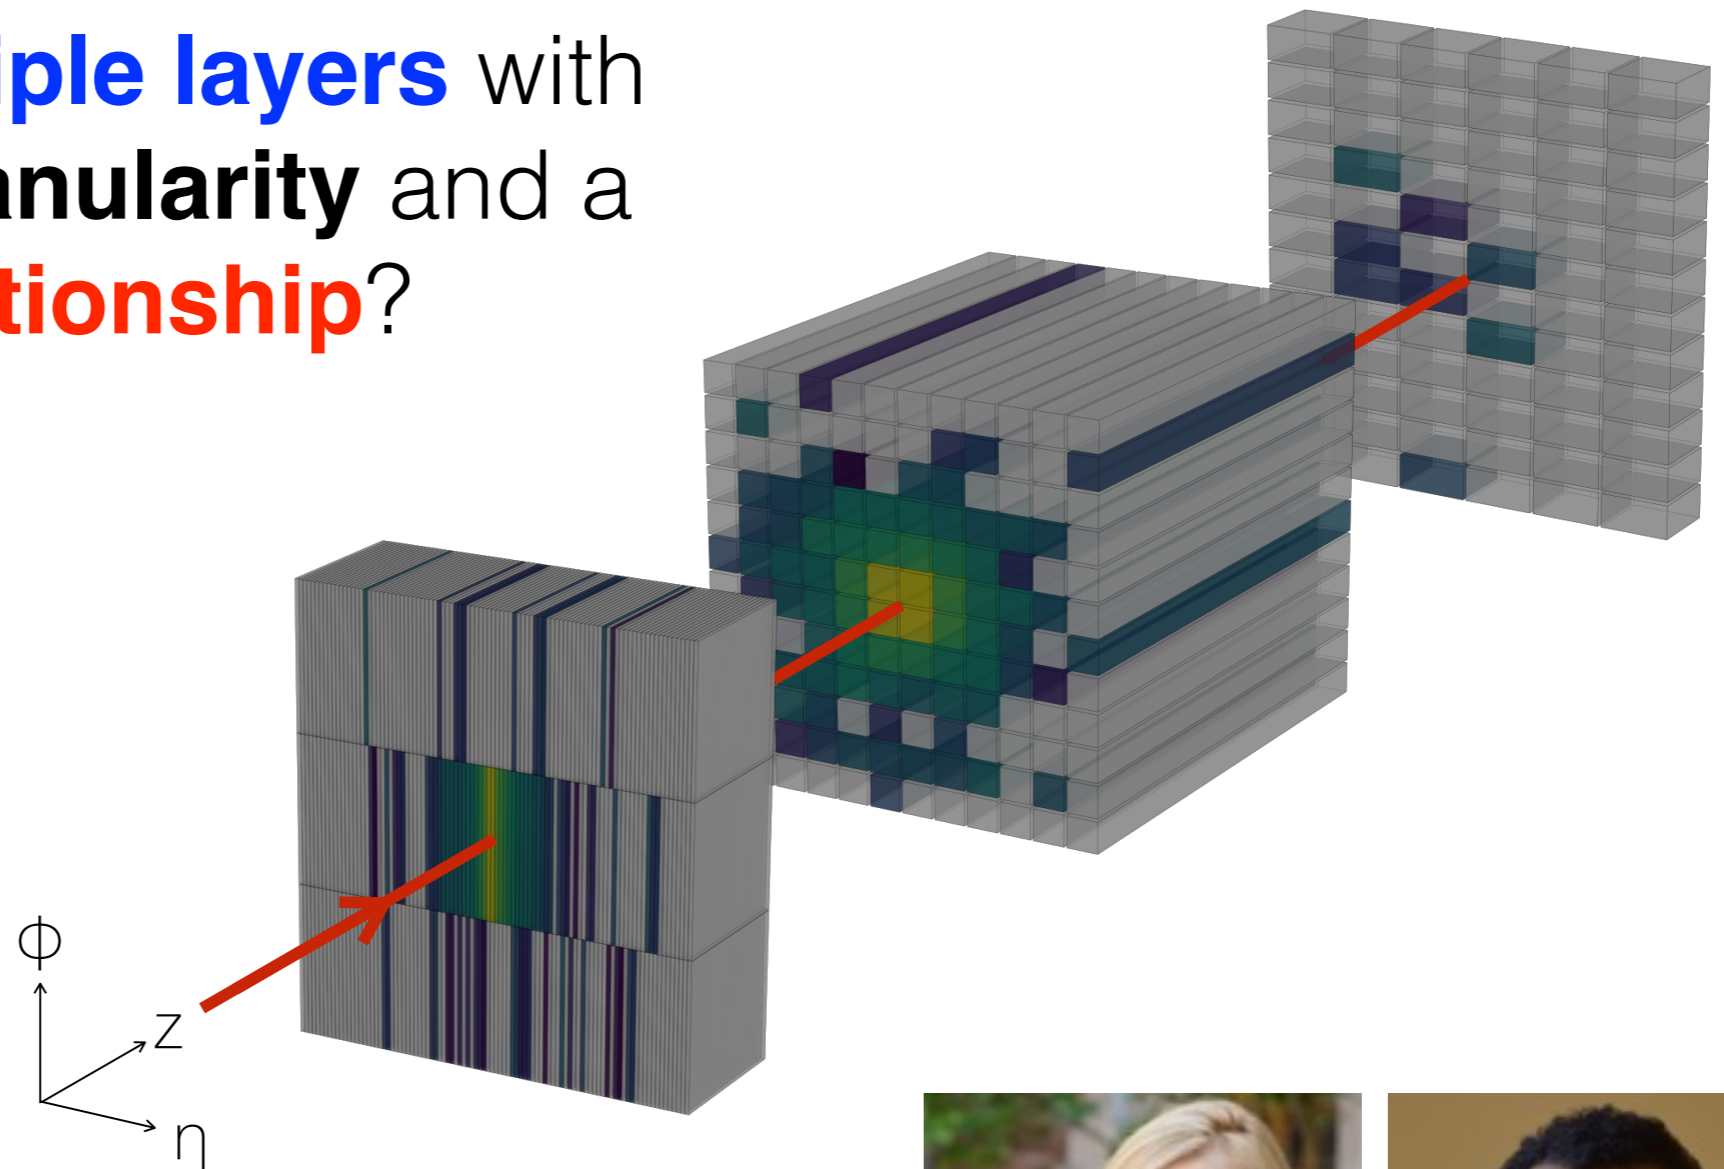 iple layers with
anularity and a
tionship?
ϕ
z
η